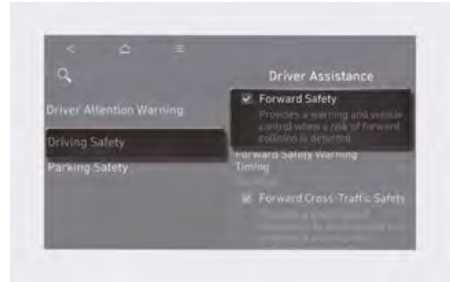 Driver Assistance
Driver Attention Warning
Driving Safety
Parking Safety
Forward Safety
Provides a warning and vehicle
control when a risk of forward
collision is detected.
Forward Safety Warning
Timing
Forward Cross-Traffic Safety